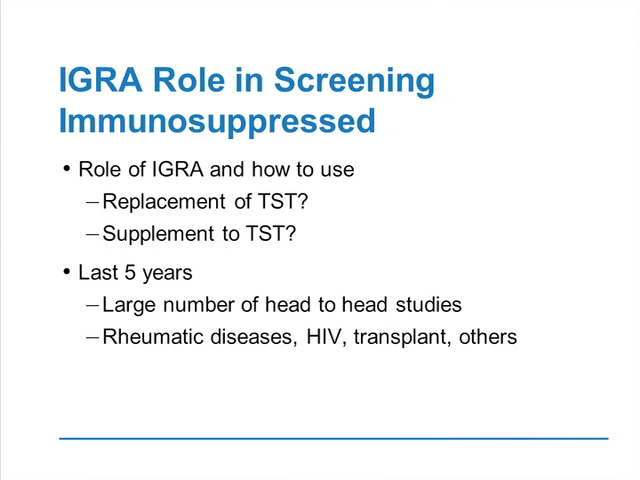 IGRA Role in Screening
Immunosuppressed
• Role of IGRA and how to use
– Replacement of TST?
– Supplement to TST?
• Last 5 years
– Large number of head to head studies
– Rheumatic diseases, HIV, transplant, others